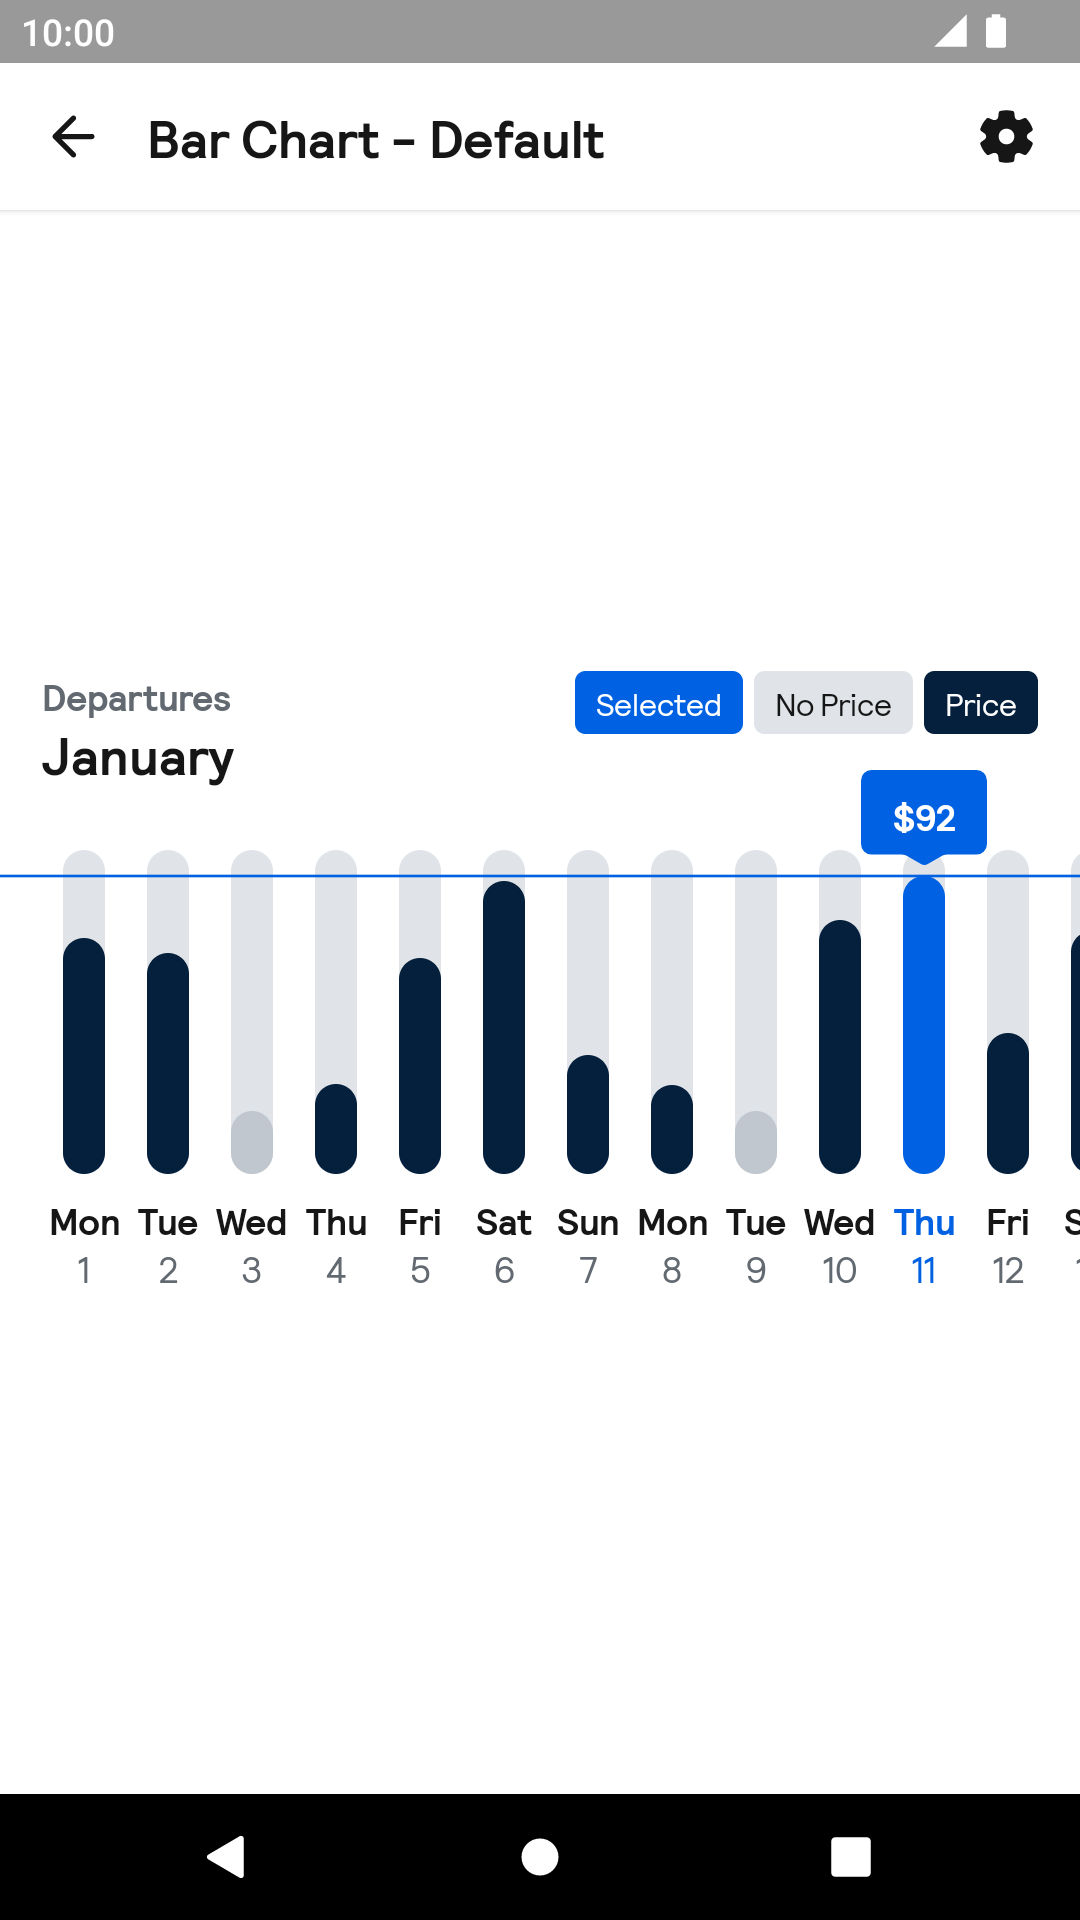 10:00
Bar Chart - Default
Departures
January
Selected No Price Price
$92
Mon Tue Wed Thu Fri Sat Sun Mon Tue Wed Thu Fri S
1 2 3 4 5 6 7 8 9 10 11 12